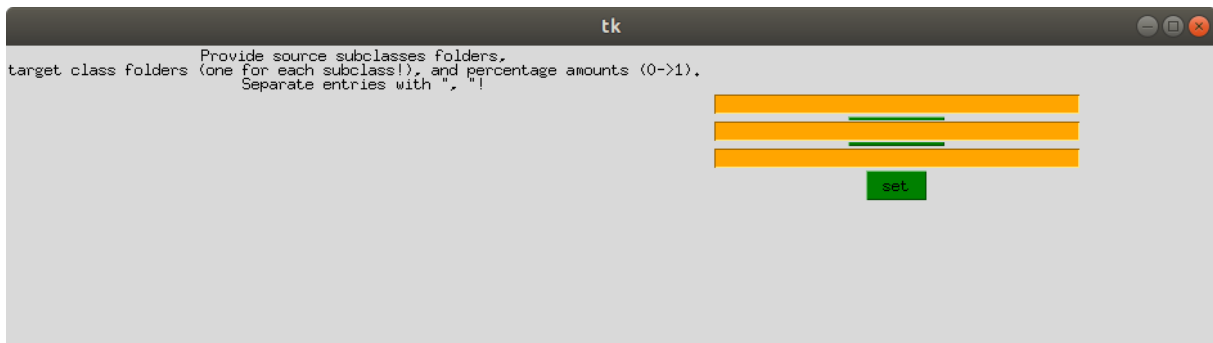 tk
Provide source subclasses folders,
target class folders (one for each subclass!), and percentage amounts (0->1).
Separate entries with ", "!
set